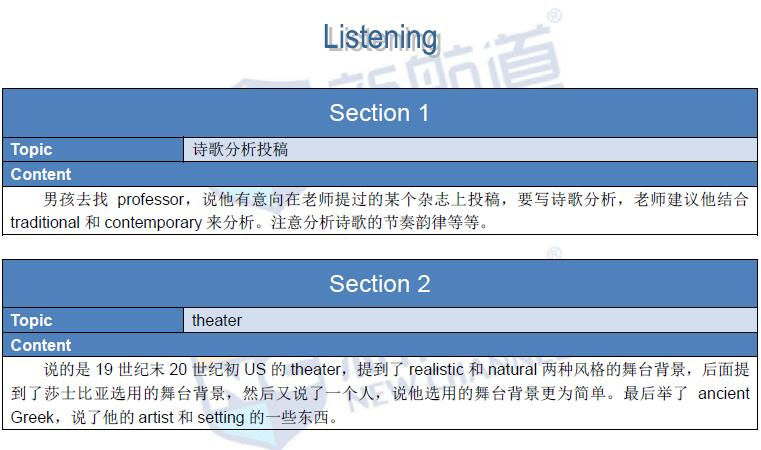 Listening
新航道
®
Section 1
Topic 诗歌分析投稿
Content
男孩去找 professor，说他有意向在老师提过的某个杂志上投稿，要写诗歌分析，老师建议他结合
traditional 和 contemporary 来分析。注意分析诗歌的节奏韵律等等。
®
Section 2
Topic theater
Content
说的是 19 世纪末 20 世纪初 US 的 theater，提到了 realistic 和 natural 两种风格的舞台背景，后面提
到了莎士比亚选用的舞台背景，然后又说了一个人，说他选用的舞台背景更为简单。最后举了 ancient
Greek，说了他的 artist 和 setting 的一些东西。
NEW CHANNEL